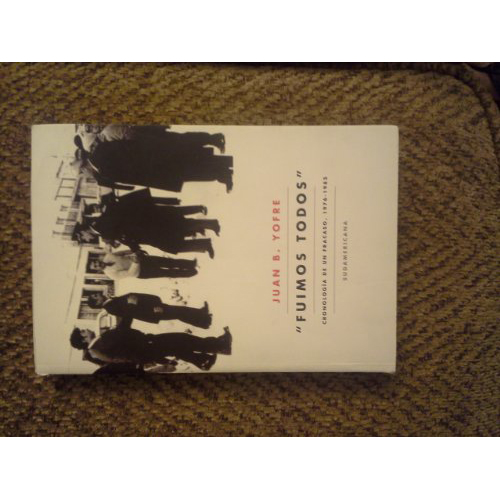 JUAN B. YOFRE
"FUIMOS TODOS"
CRONOLOGÍA DE UN FRACASO, 1976-1983
SUDAMERICANA